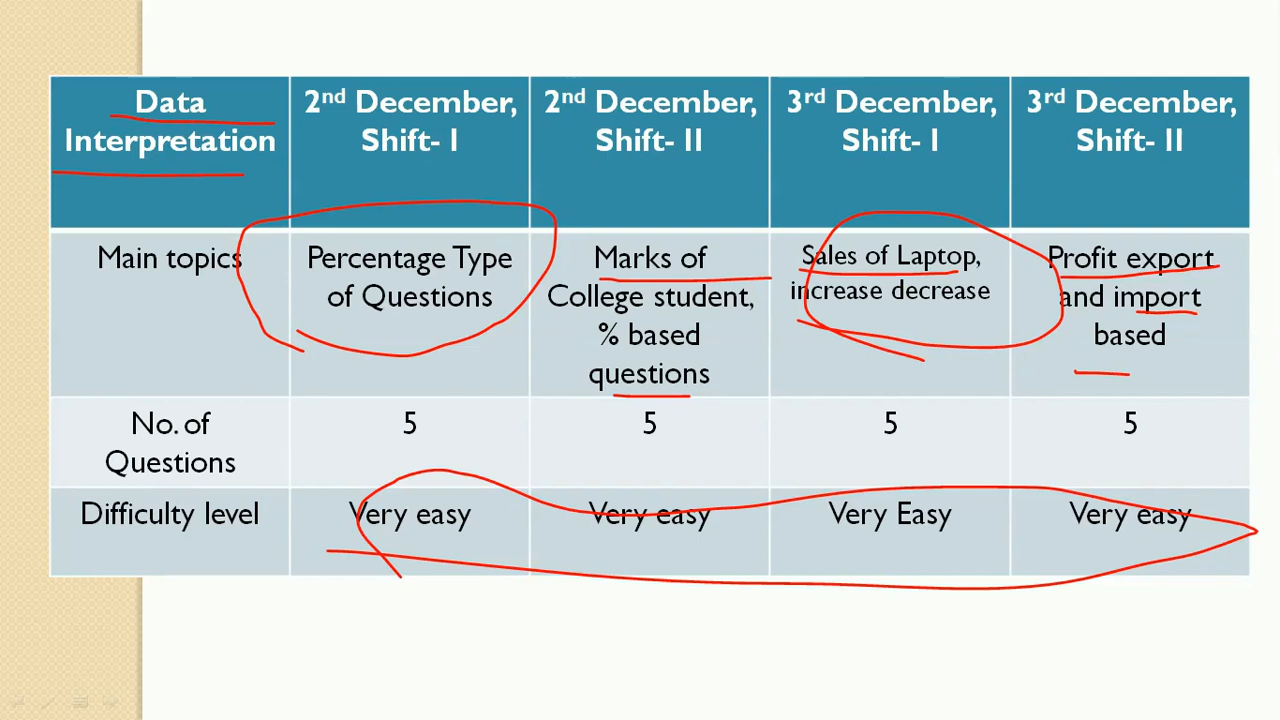 Data
Interpretation
2nd December,
Shift- I
2nd December,
Shift- II
3rd December,
Shift- I
3rd December,
Shift- II
Main topics
Percentage Type
of Questions
Marks of
College student,
% based
questions
Sales of Laptop,
increase decrease
Profit export
and import
based
No. of
Questions
5
5
5
5
Difficulty level
Very easy
Very easy
Very Easy
Very easy